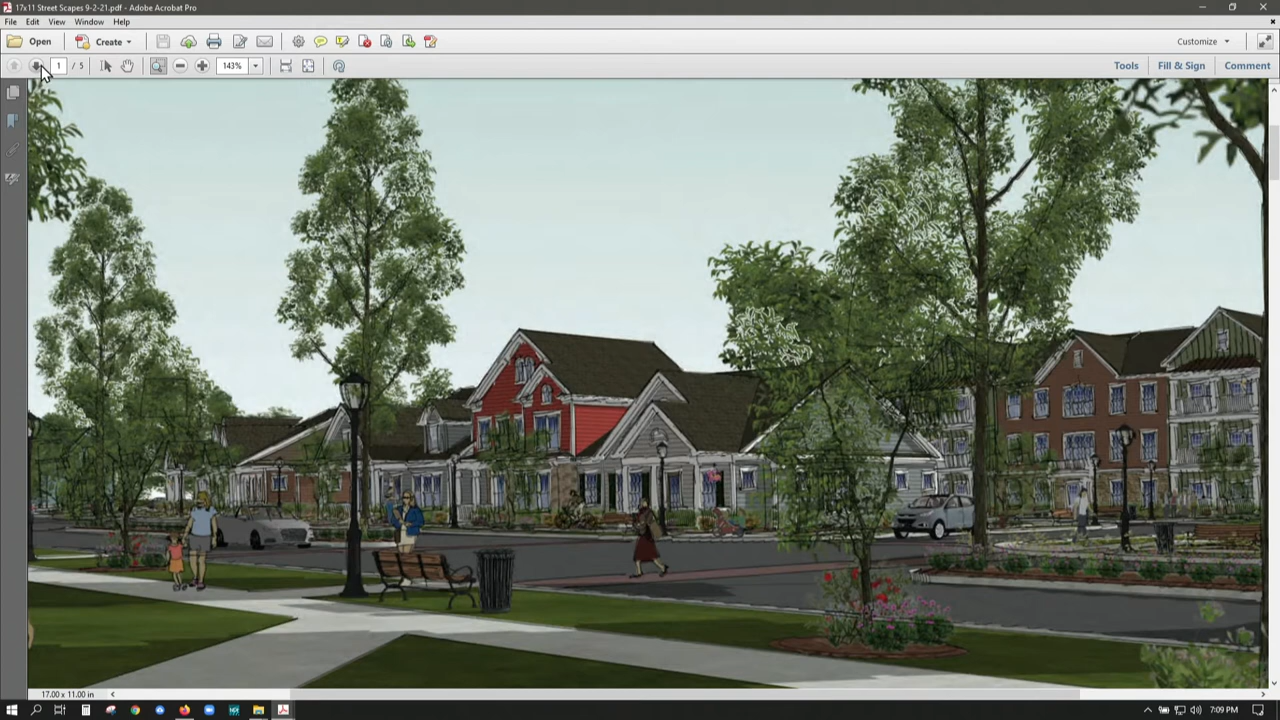 17x11 Street Scapes 9-2-21.pdf - Adobe Acrobat Pro
File Edit View Window Help
Open Create Customize
1 / 5 143% Tools Fill & Sign Comment
17.00 x 11.00 in
7:09 PM